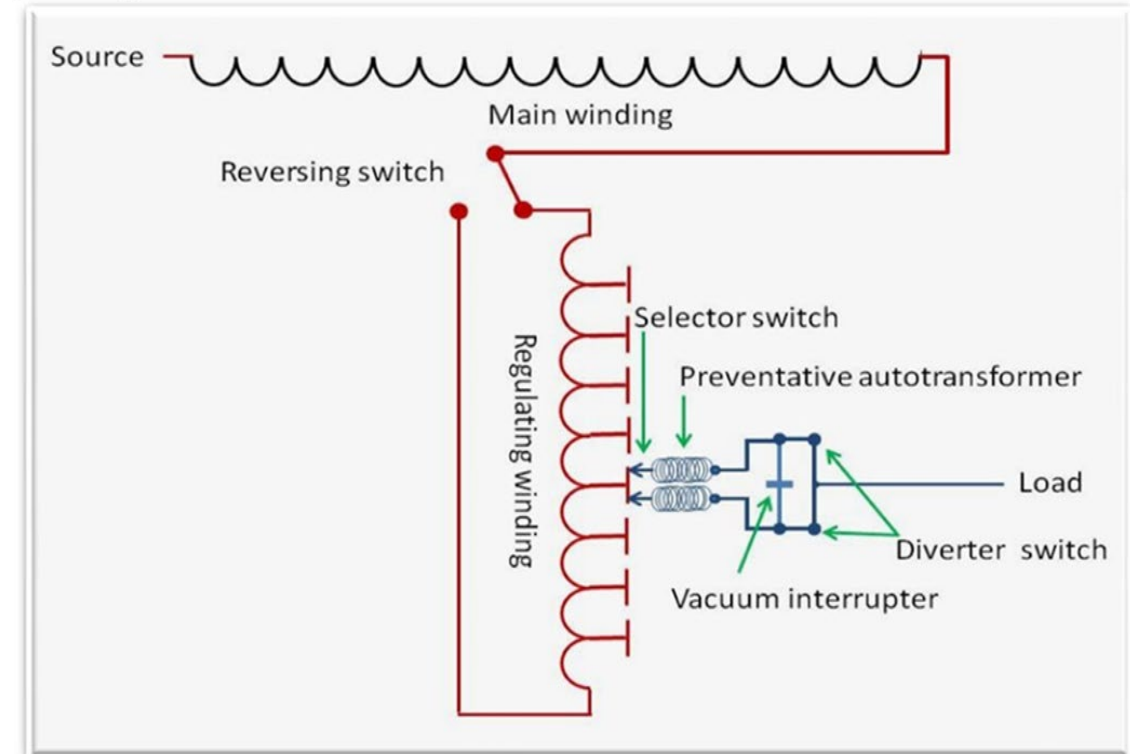 Source
Main winding
Reversing switch
Selector switch
Preventative autotransformer
Regulating winding
Load
Diverter switch
Vacuum interrupter